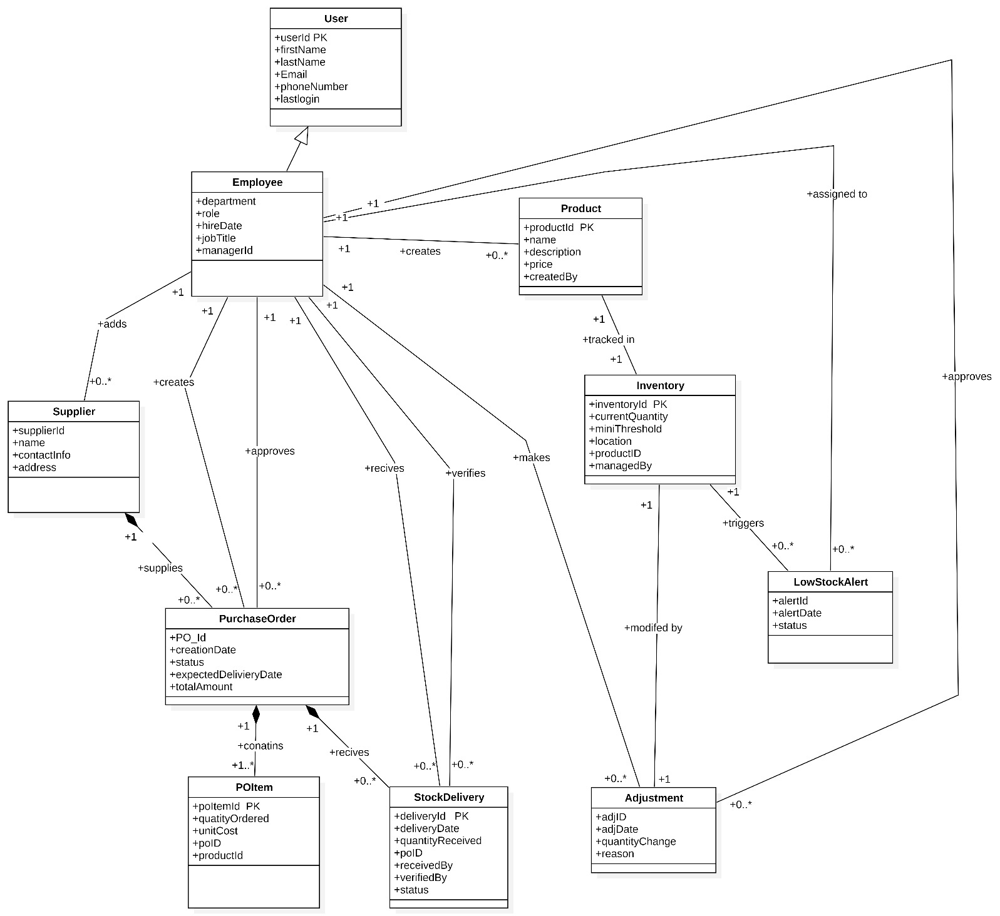 User
+userId PK
+firstName
+lastName
+Email
+phoneNumber
+lastlogin
Employee
+department
+role
+hireDate
+jobTitle
+managerId
+1
+1
+assigned to
Product
+productId  PK
+name
+description
+price
+createdBy
+1
+creates
+0..*
+1
+adds
+0..*
+1
+creates
+0..*
+1
+approves
+0..*
+1
+recives
+0..*
+1
+verifies
+0..*
+1
+makes
+0..*
+1
+tracked in
+1
+approves
+0..*
Supplier
+supplierId
+name
+contactInfo
+address
+1
+supplies
+0..*
Inventory
+inventoryId  PK
+currentQuantity
+miniThreshold
+location
+productID
+managedBy
+1
+modifed by
+1
+1
+triggers
+0..*
+0..*
LowStockAlert
+alertId
+alertDate
+status
PurchaseOrder
+PO_Id
+creationDate
+status
+expectedDelivieryDate
+totalAmount
+1
+conatins
+1..*
+1
+recives
+0..*
POItem
+poItemId  PK
+quatityOrdered
+unitCost
+poID
+productId
StockDelivery
+deliveryId   PK
+deliveryDate
+quantityReceived
+poID
+receivedBy
+verifiedBy
+status
Adjustment
+adjID
+adjDate
+quantityChange
+reason